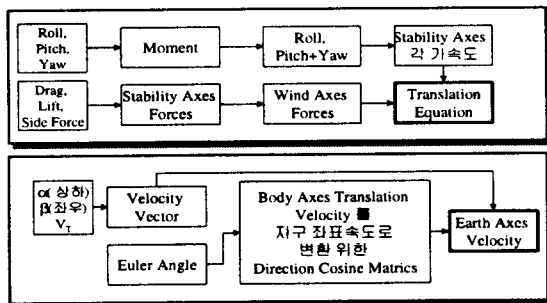 Roll,
Pitch,
Yaw
Moment
Roll,
Pitch+Yaw
Stability Axes
각 가속도
Drag,
Lift,
Side Force
Stability Axes
Forces
Wind Axes
Forces
Translation
Equation
α( 상하)
β(좌우)
V_T
Velocity
Vector
Euler Angle
Body Axes Translation
Velocity 를
지구 좌표속도로
변환 위한
Direction Cosine Matrics
Earth Axes
Velocity